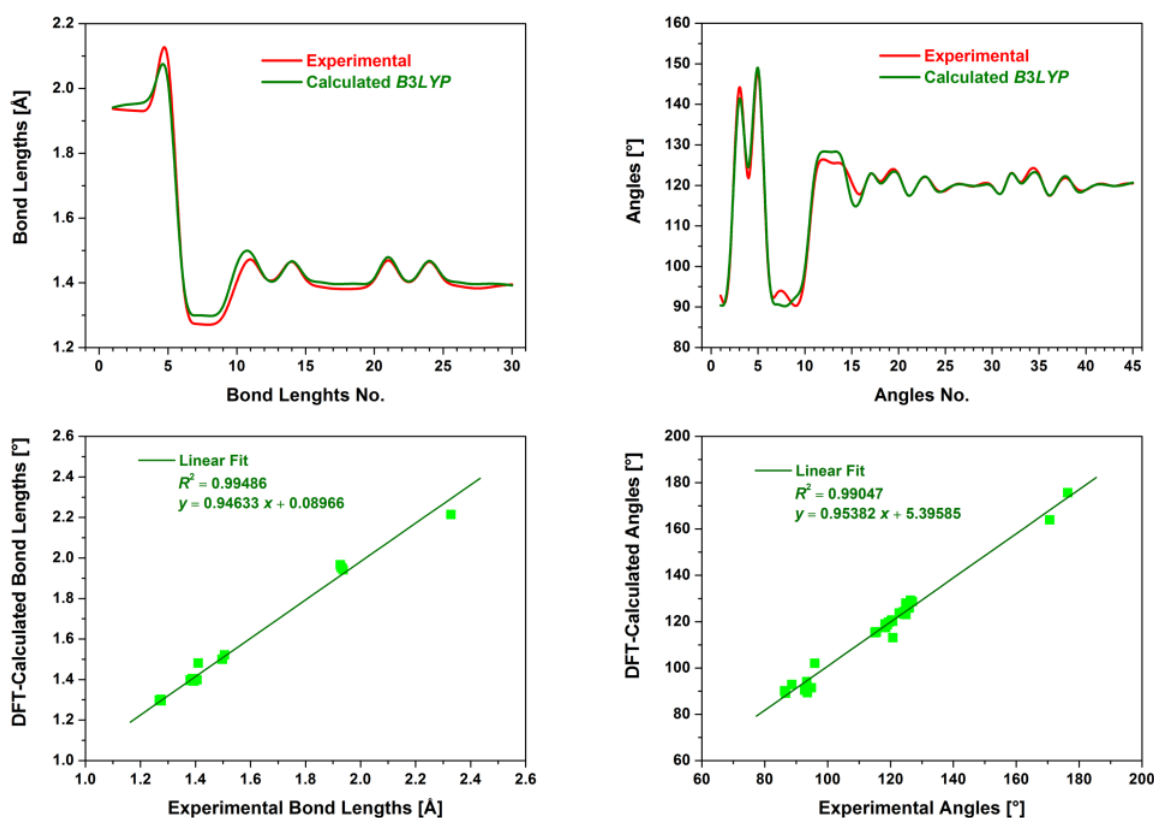 2.2
2.0
1.8
1.6
1.4
1.2
0 5 10 15 20 25 30
Bond Lengths [Å]
Bond Lenghts No.
Experimental
Calculated B3LYP
160
150
140
130
120
110
100
90
80
0 5 10 15 20 25 30 35 40 45
Angles [°]
Angles No.
Experimental
Calculated B3LYP
2.6
2.4
2.2
2.0
1.8
1.6
1.4
1.2
1.0
1.0 1.2 1.4 1.6 1.8 2.0 2.2 2.4 2.6
DFT-Calculated Bond Lengths [°]
Experimental Bond Lengths [Å]
Linear Fit
R² = 0.99486
y = 0.94633 x + 0.08966
200
180
160
140
120
100
80
60
60 80 100 120 140 160 180 200
DFT-Calculated Angles [°]
Experimental Angles [°]
Linear Fit
R² = 0.99047
y = 0.95382 x + 5.39585